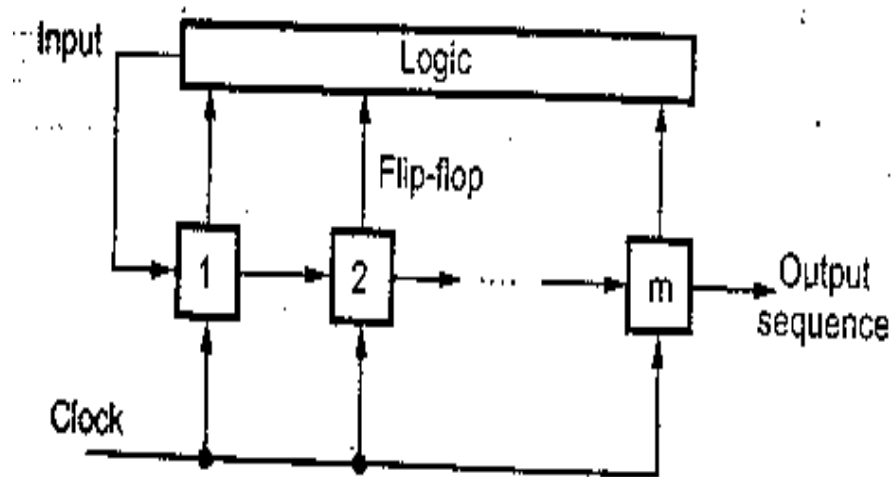 Input
Logic
Flip-flop
1
2
....
m
Output
sequence
Clock